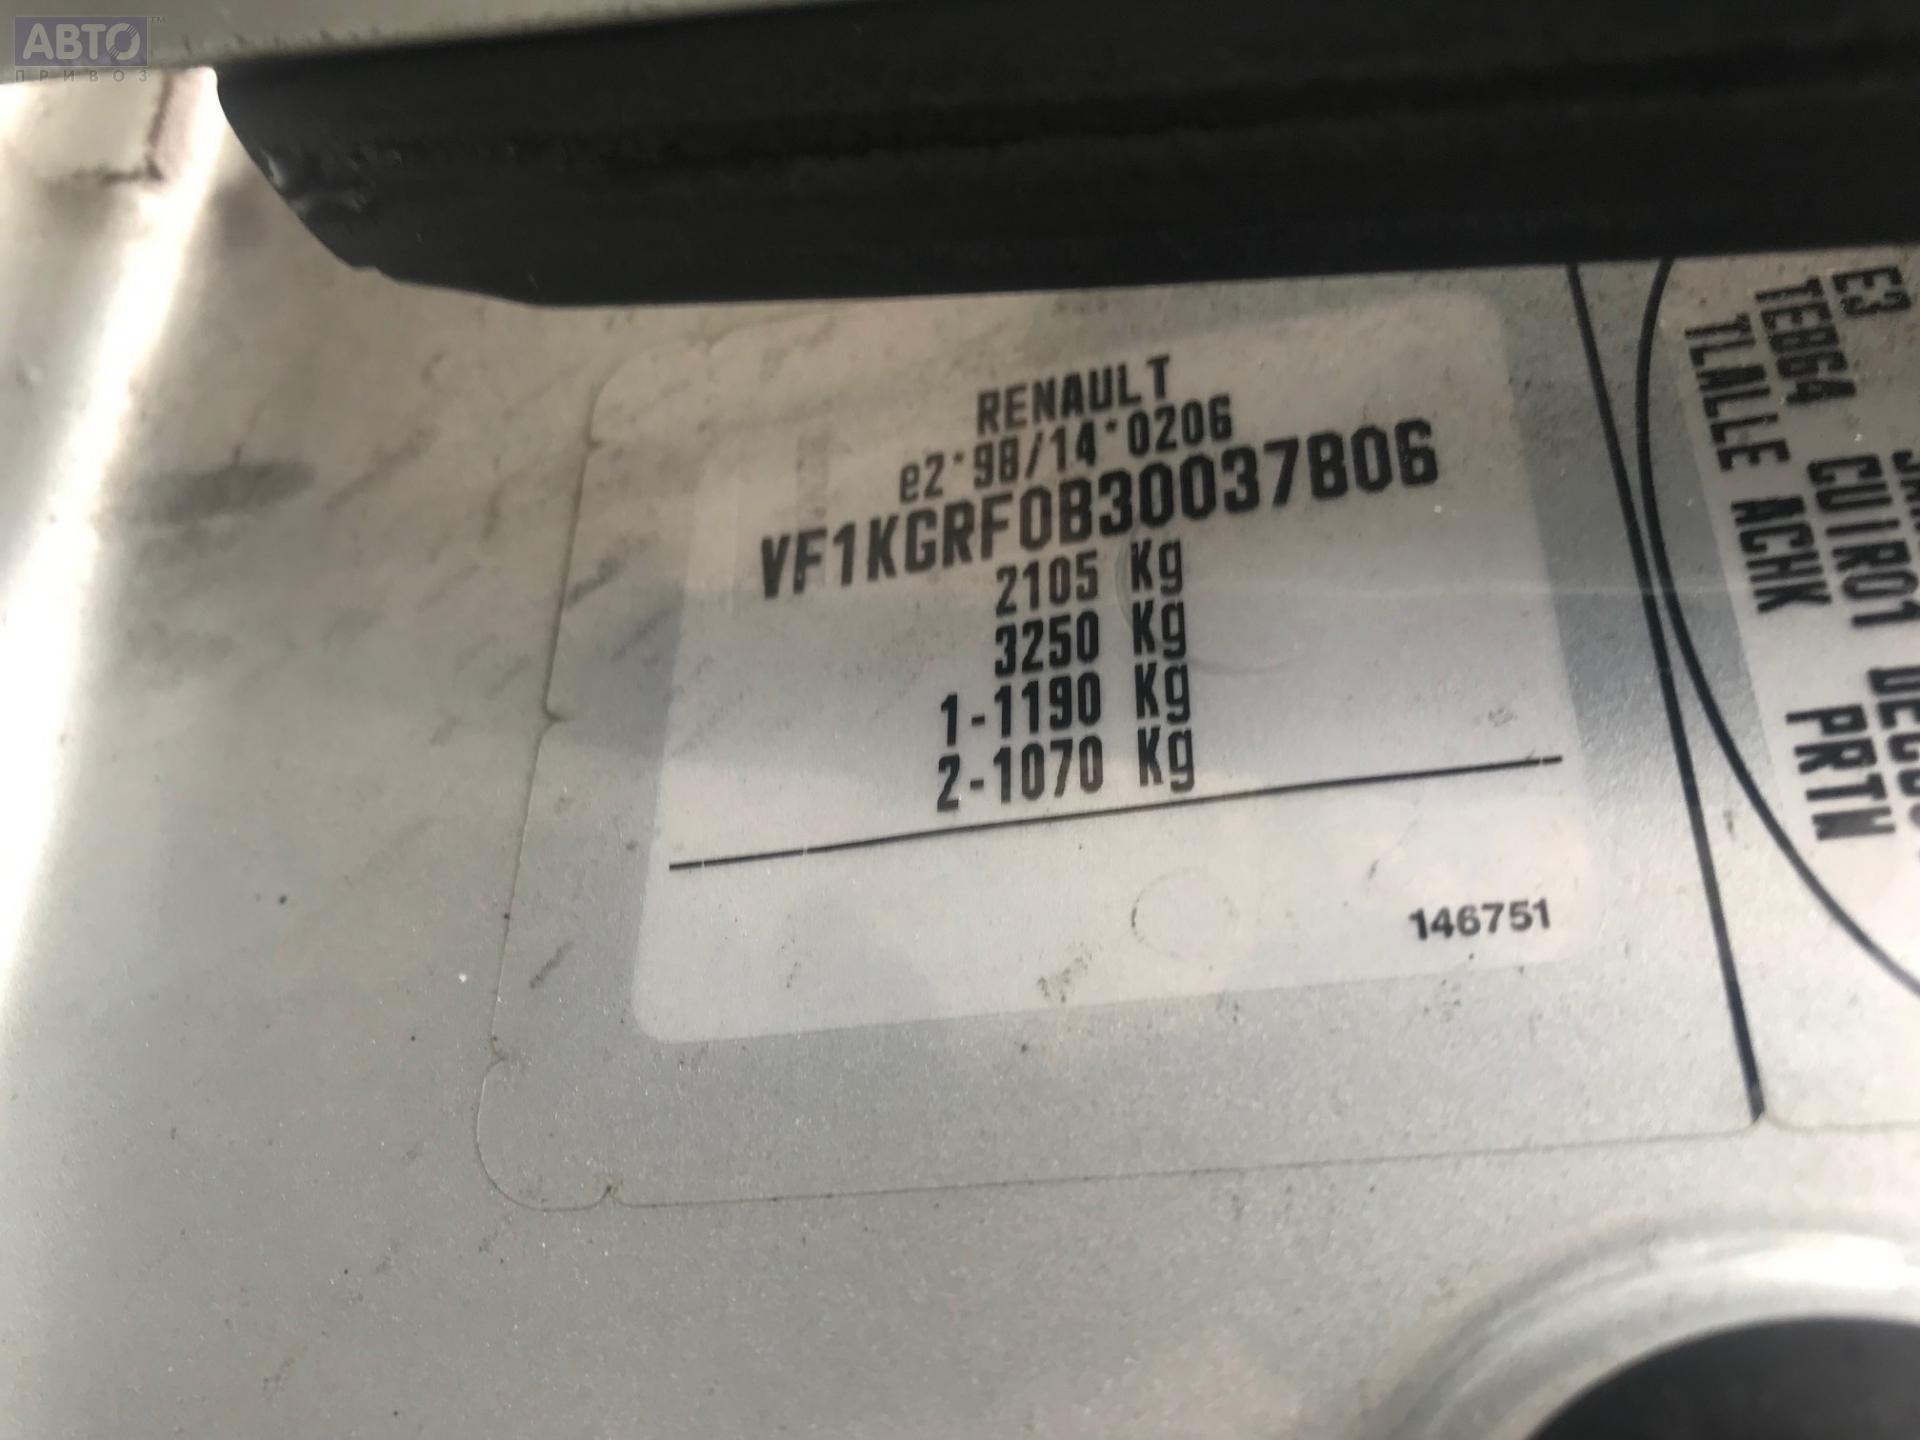 АВТО™
ПРИВОЗ
RENAULT
e2*98/14*0206
VF1KGRF0B30037806
2105 Kg
3250 Kg
1-1190 Kg
2-1070 Kg
146751
E3
TEB64 CUIR01
TLALLE ACHK PRTN